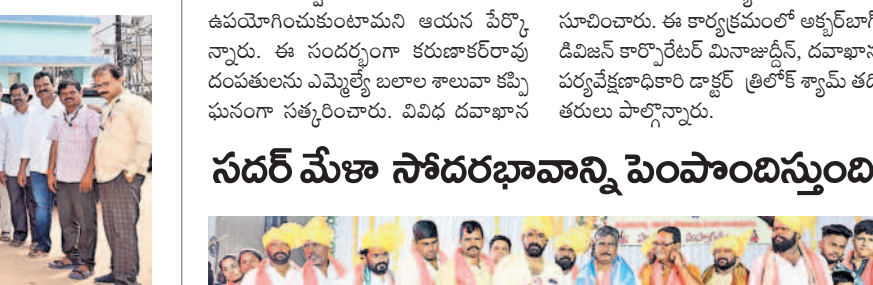 ఉపయోగించుకుంటామని ఆయన పేర్కొ
న్నారు. ఈ సందర్భంగా కరుణాకర్‌రావు
దంపతులను ఎమ్మెల్యే బలాల శాలువా కప్పి
ఘనంగా సత్కరించారు. వివిధ దవాఖాన
సూచించారు. ఈ కార్యక్రమంలో అక్బర్‌బాగ్
డివిజన్ కార్పొరేటర్ మినాజుద్దీన్, దవాఖాన
పర్యవేక్షణాధికారి డాక్టర్ త్రిలోక్ శ్యామ్ తది
తరులు పాల్గొన్నారు.
సదర్ మేళా సోదరభావాన్ని పెంపొందిస్తుంది